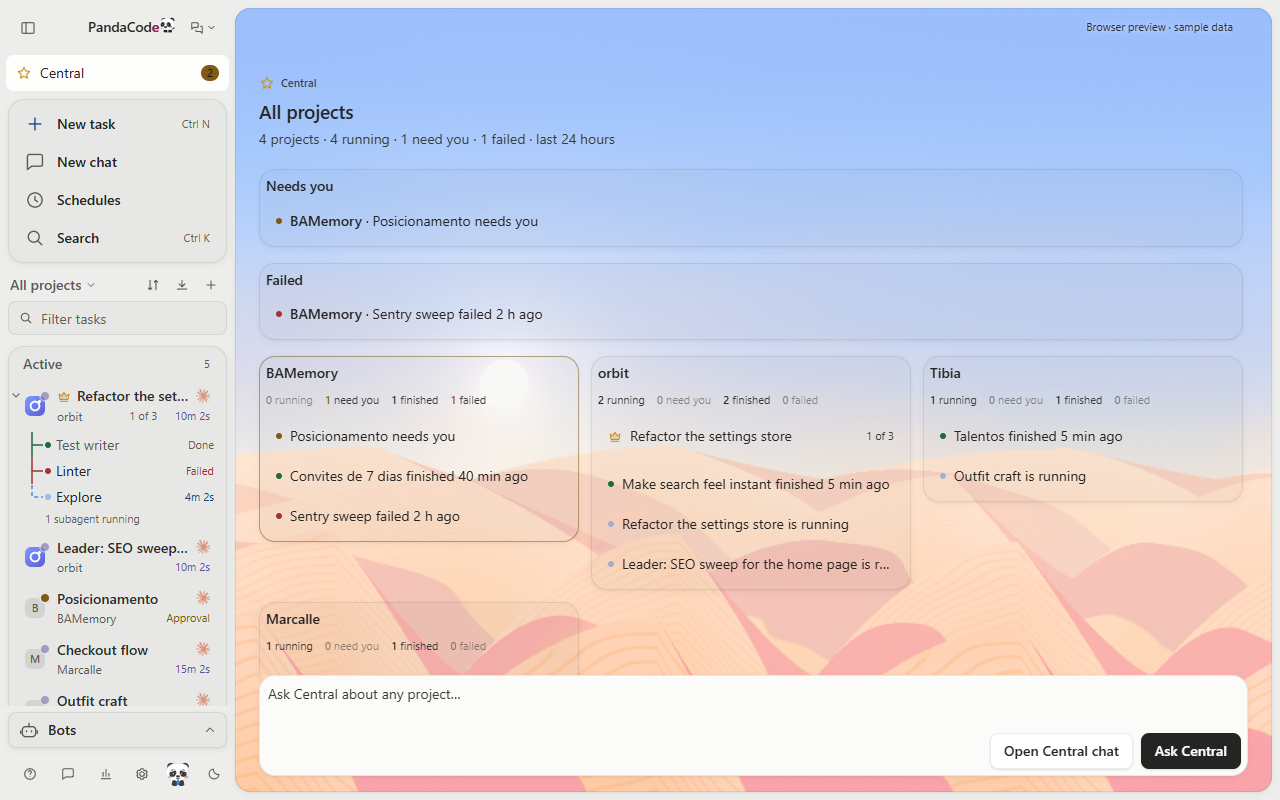 PandaCode
Central 2
New task Ctrl N
New chat
Schedules
Search Ctrl K
All projects
Filter tasks
Active 5
Refactor the set...
orbit 1 of 3 10m 2s
Test writer Done
Linter Failed
Explore 4m 2s
1 subagent running
Leader: SEO sweep...
orbit 10m 2s
B Posicionamento
BAMemory Approval
M Checkout flow
Marcalle 15m 2s
Outfit craft
Bots
Browser preview · sample data
Central
All projects
4 projects · 4 running · 1 need you · 1 failed · last 24 hours
Needs you
BAMemory · Posicionamento needs you
Failed
BAMemory · Sentry sweep failed 2 h ago
BAMemory
0 running 1 need you 1 finished 1 failed
Posicionamento needs you
Convites de 7 dias finished 40 min ago
Sentry sweep failed 2 h ago
orbit
2 running 0 need you 2 finished 0 failed
Refactor the settings store 1 of 3
Make search feel instant finished 5 min ago
Refactor the settings store is running
Leader: SEO sweep for the home page is r...
Tibia
1 running 0 need you 1 finished 0 failed
Talentos finished 5 min ago
Outfit craft is running
Marcalle
1 running 0 need you 1 finished 0 failed
Ask Central about any project...
Open Central chat
Ask Central